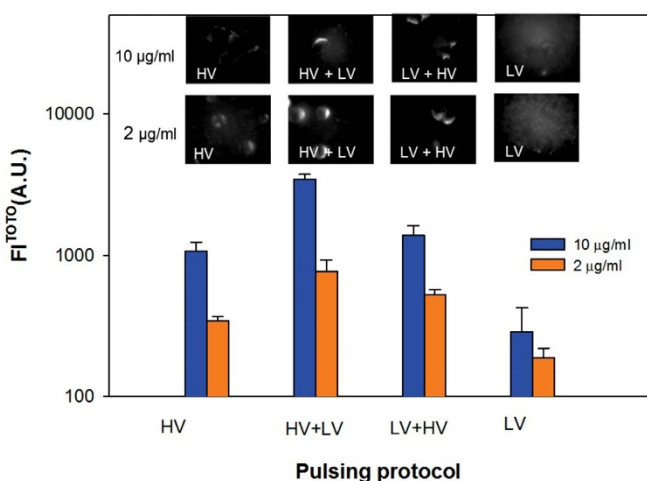 10 µg/ml
HV
HV + LV
LV + HV
LV
2 µg/ml
HV
HV + LV
LV + HV
LV
10000
1000
100
FI^TOTO(A.U.)
10 µg/ml
2 µg/ml
HV
HV+LV
LV+HV
LV
Pulsing protocol